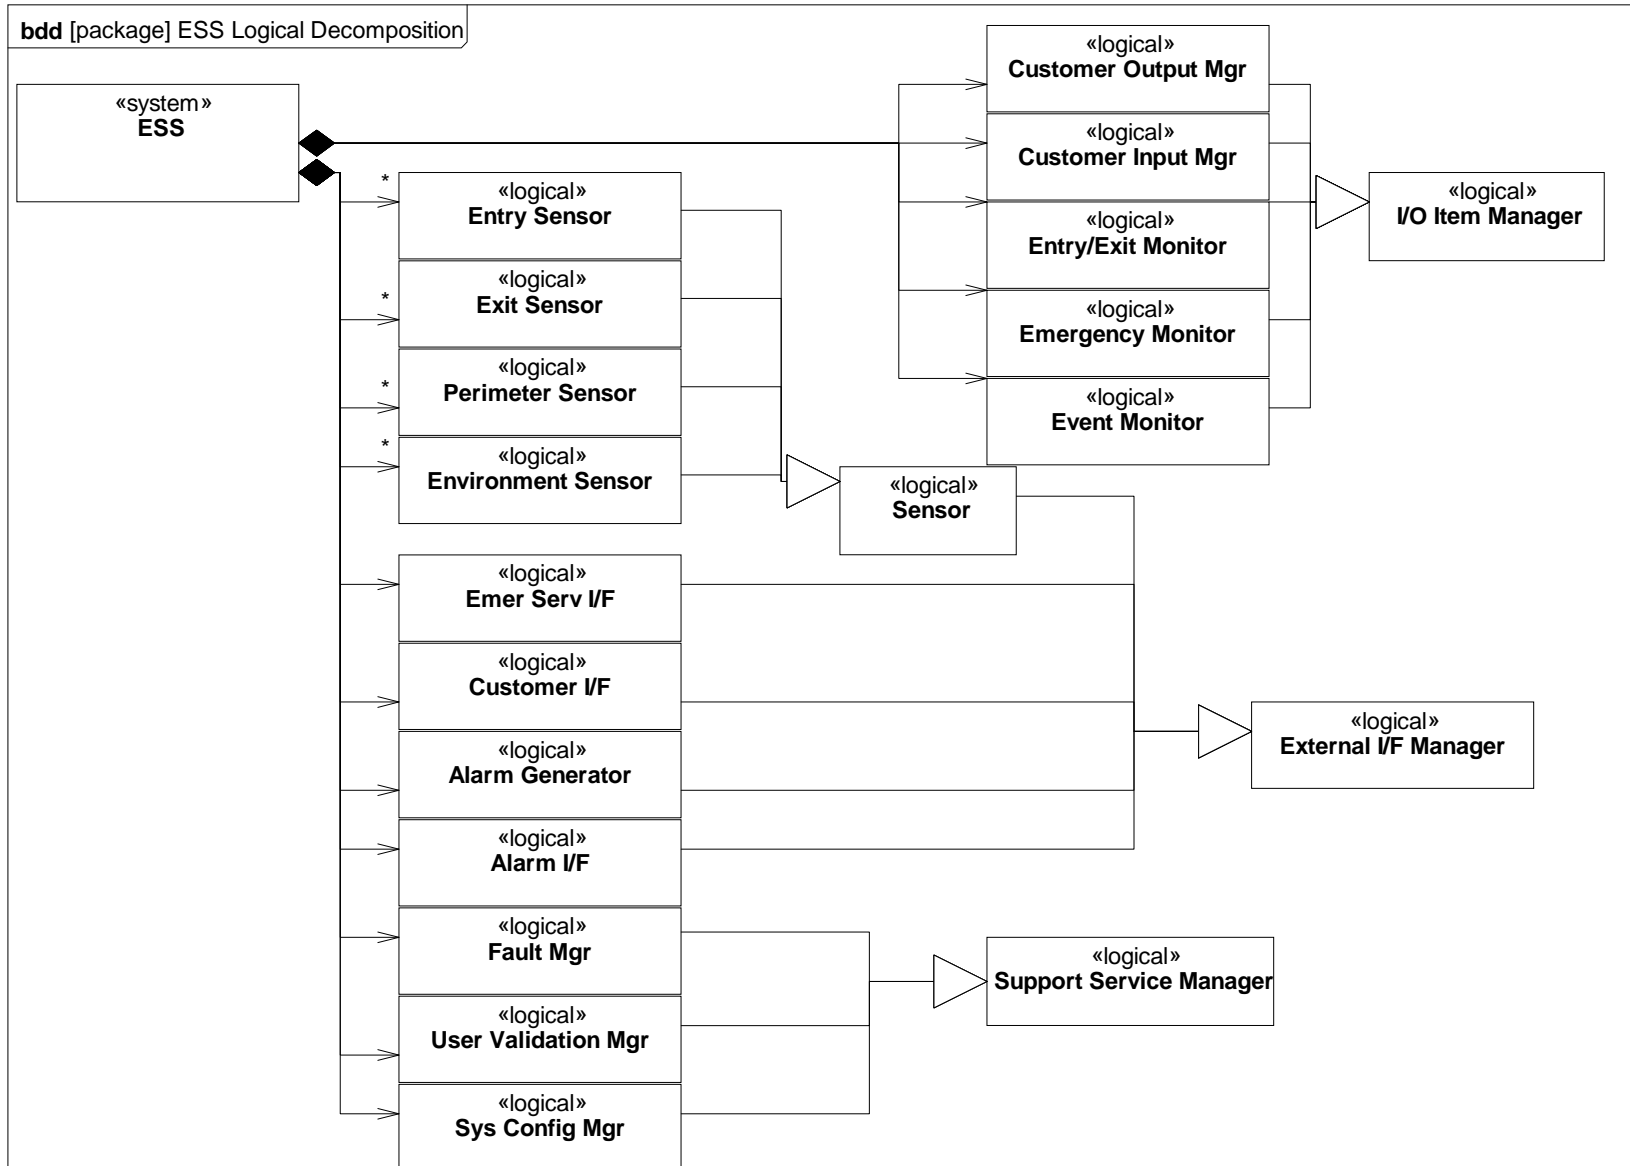 bdd [package] ESS Logical Decomposition
«system»
ESS
«logical»
Customer Output Mgr
«logical»
Customer Input Mgr
«logical»
Entry/Exit Monitor
«logical»
Emergency Monitor
«logical»
Event Monitor
«logical»
I/O Item Manager
*
«logical»
Entry Sensor
*
«logical»
Exit Sensor
*
«logical»
Perimeter Sensor
*
«logical»
Environment Sensor
«logical»
Sensor
«logical»
Emer Serv I/F
«logical»
Customer I/F
«logical»
Alarm Generator
«logical»
Alarm I/F
«logical»
External I/F Manager
«logical»
Fault Mgr
«logical»
User Validation Mgr
«logical»
Sys Config Mgr
«logical»
Support Service Manager